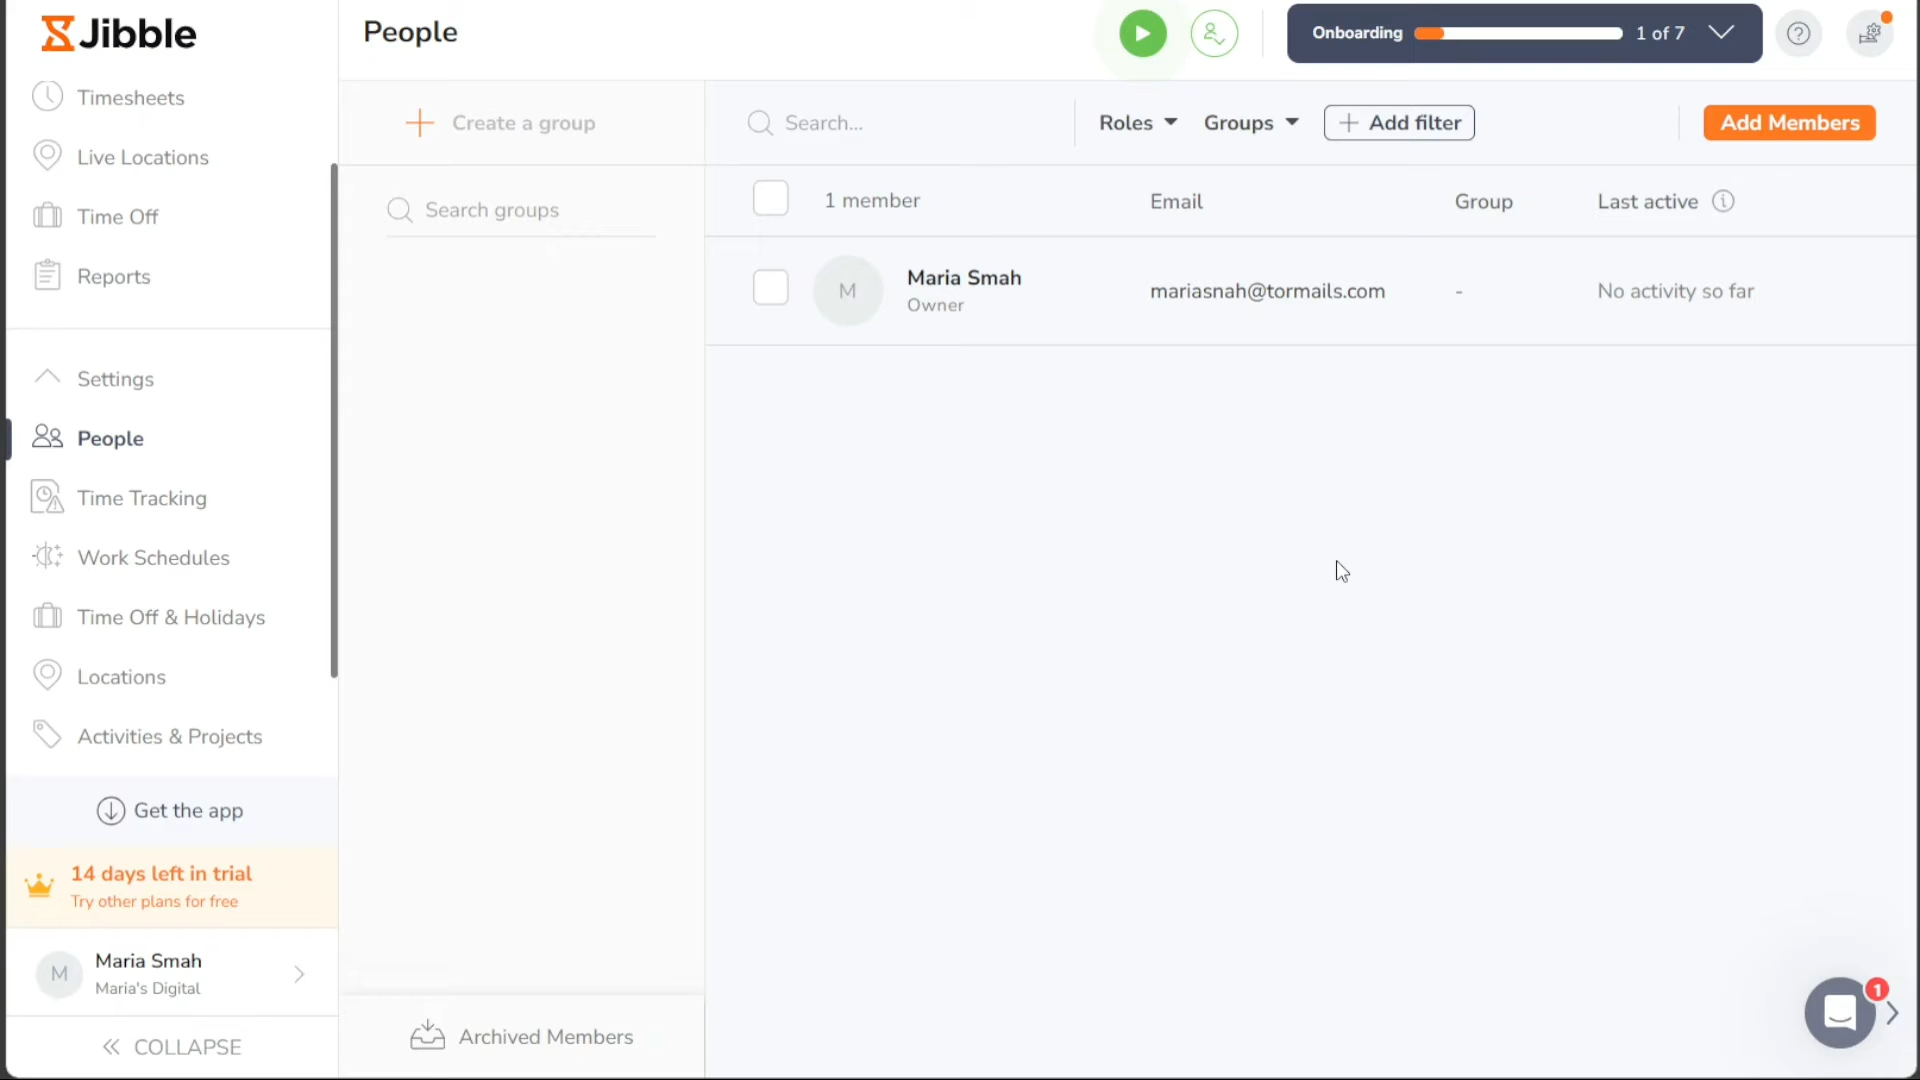 Jibble
Timesheets
Live Locations
Time Off
Reports
Settings
People
Time Tracking
Work Schedules
Time Off & Holidays
Locations
Activities & Projects
Get the app
14 days left in trial
Try other plans for free
M
Maria Smah
Maria's Digital
COLLAPSE
People
Onboarding
1 of 7
Create a group
Search groups
Archived Members
Search...
Roles
Groups
Add filter
Add Members
1 member
Email
Group
Last active
M
Maria Smah
Owner
mariasnah@tormails.com
-
No activity so far
1